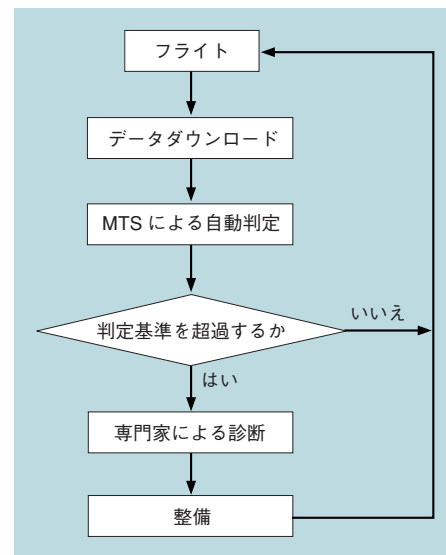 フライト
データダウンロード
MTS による自動判定
判定基準を超過するか
いいえ
はい
専門家による診断
整備